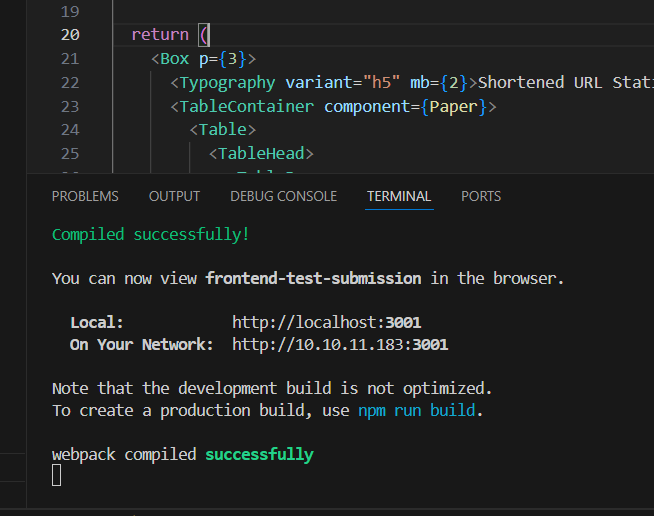 19
20 return (
21 <Box p={3}>
22 <Typography variant="h5" mb={2}>Shortened URL Stati
23 <TableContainer component={Paper}>
24 <Table>
25 <TableHead>
PROBLEMS OUTPUT DEBUG CONSOLE TERMINAL PORTS
Compiled successfully!
You can now view frontend-test-submission in the browser.
Local: http://localhost:3001
On Your Network: http://10.10.11.183:3001
Note that the development build is not optimized.
To create a production build, use npm run build.
webpack compiled successfully